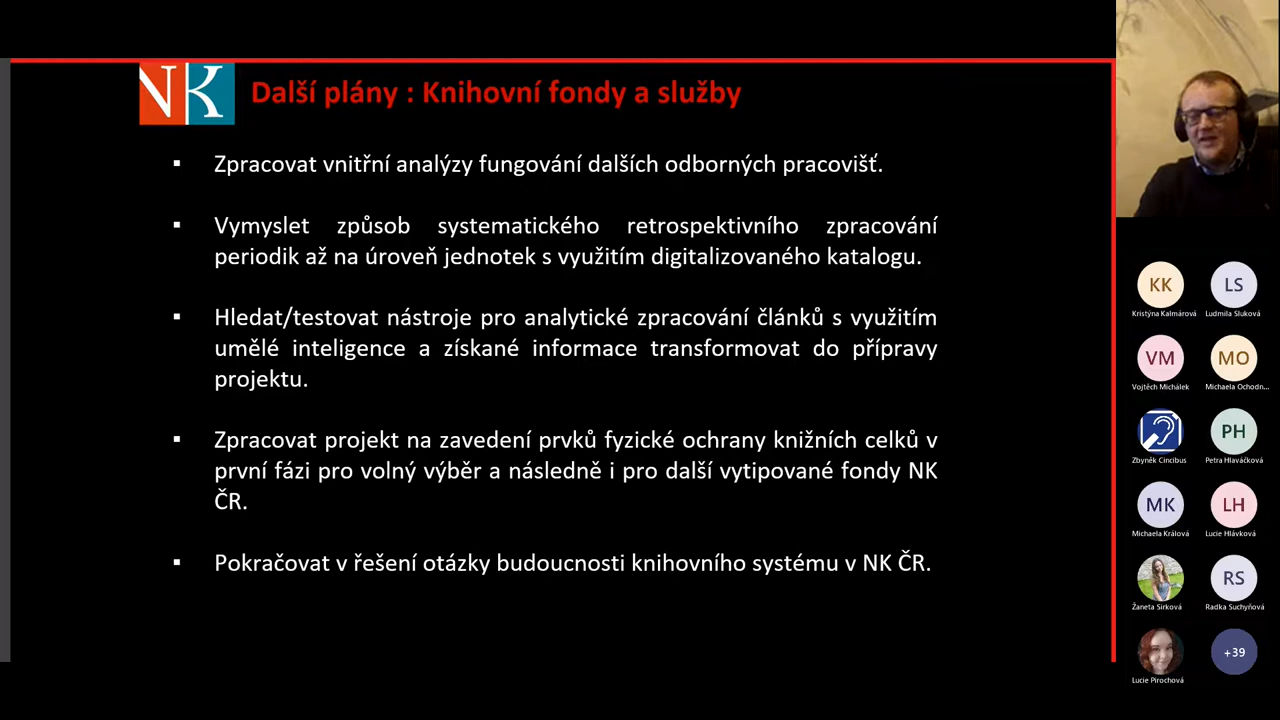 NK
Další plány : Knihovní fondy a služby
▪ Zpracovat vnitřní analýzy fungování dalších odborných pracovišť.
▪ Vymyslet způsob systematického retrospektivního zpracování
periodik až na úroveň jednotek s využitím digitalizovaného katalogu.
▪ Hledat/testovat nástroje pro analytické zpracování článků s využitím
umělé inteligence a získané informace transformovat do přípravy
projektu.
▪ Zpracovat projekt na zavedení prvků fyzické ochrany knižních celků v
první fázi pro volný výběr a následně i pro další vytipované fondy NK
ČR.
▪ Pokračovat v řešení otázky budoucnosti knihovního systému v NK ČR.
KK
Kristýna Kalmárová
LS
Ludmila Sluková
VM
Vojtěch Michálek
MO
Michaela Ochodn...
Zbyněk Cincibus
PH
Petra Hlaváčková
MK
Michaela Králová
LH
Lucie Hlávková
Žaneta Sirková
RS
Radka Suchyňová
Lucie Pirochová
+39